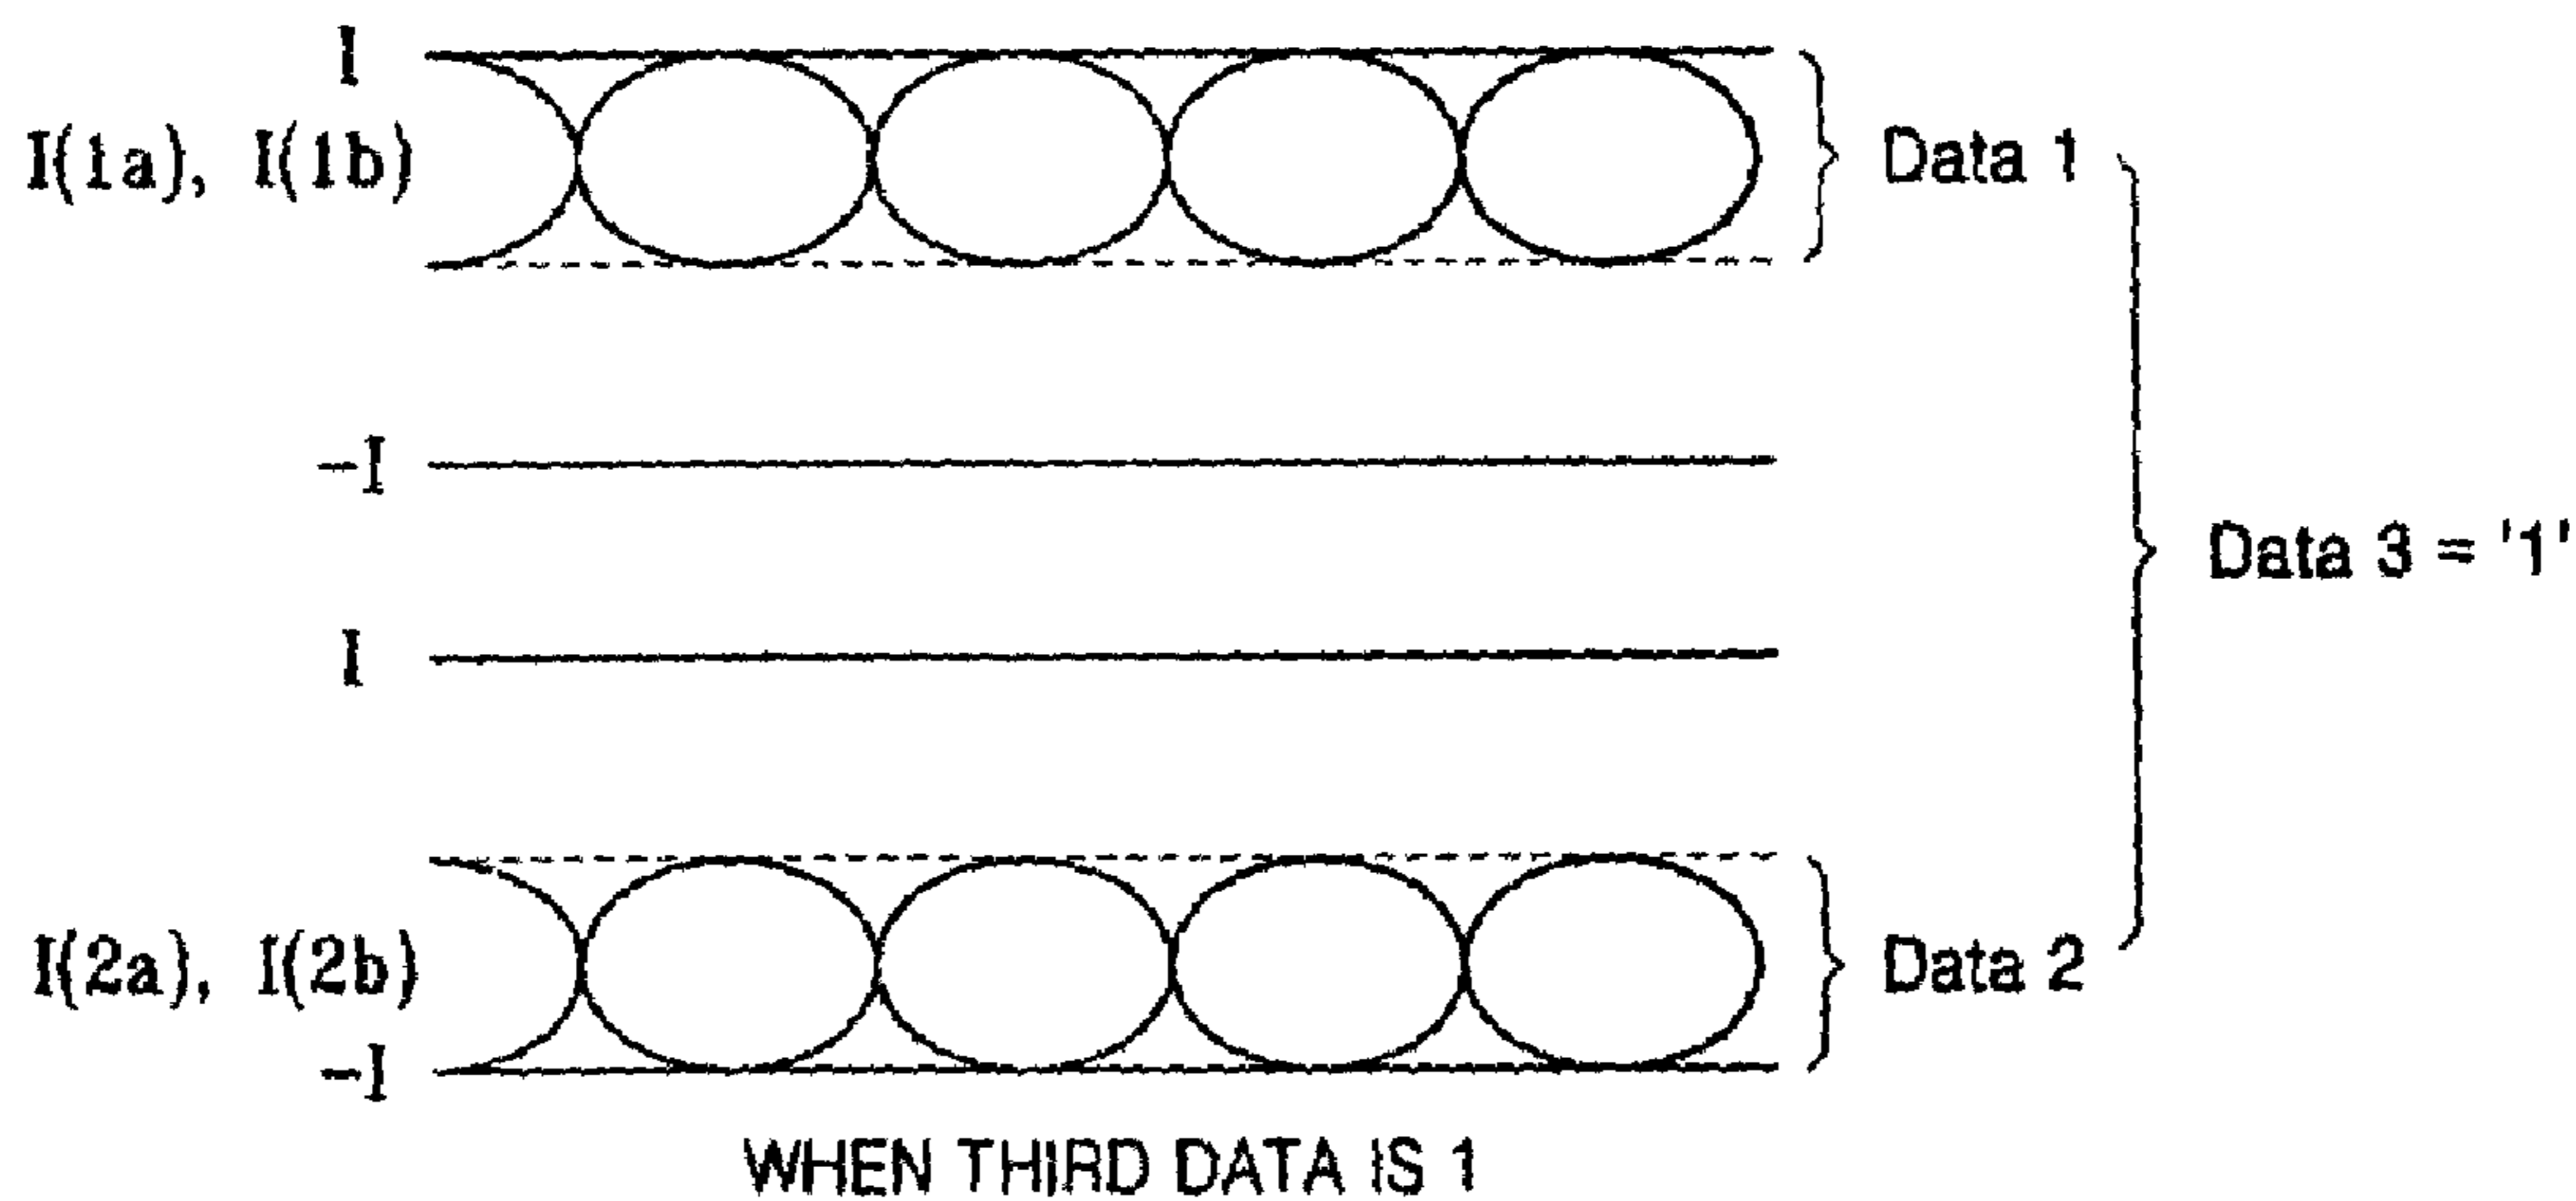 I
I(1a), I(1b)
Data 1
-I
Data 3 = '1'
I
I(2a), I(2b)
Data 2
-I
WHEN THIRD DATA IS 1